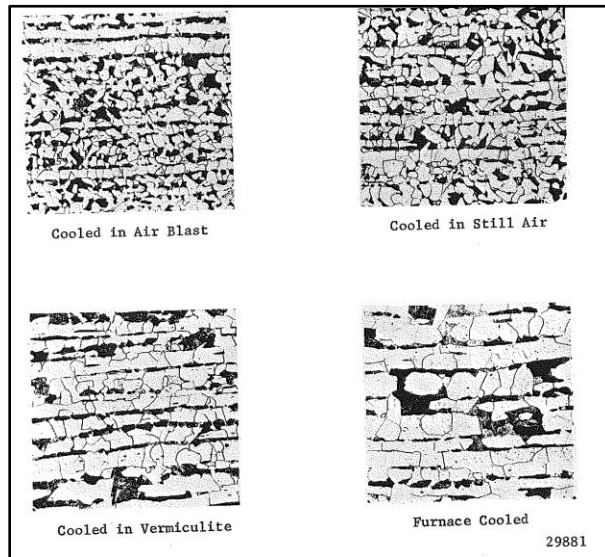 Cooled in Air Blast
Cooled in Still Air
Cooled in Vermiculite
Furnace Cooled
29881